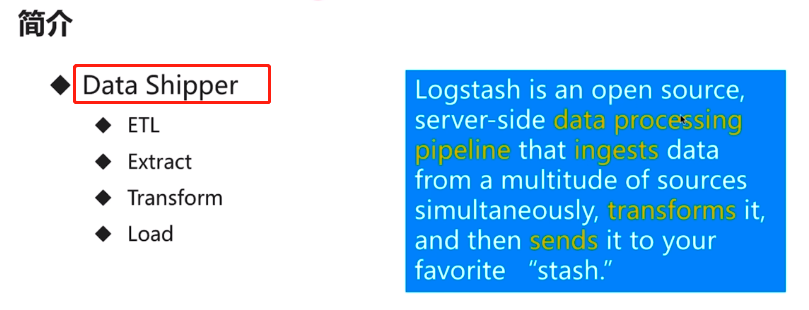 简介
Data Shipper
ETL
Extract
Transform
Load
Logstash is an open source,
server-side data processing
pipeline that ingests data
from a multitude of sources
simultaneously, transforms it,
and then sends it to your
favorite “stash.”